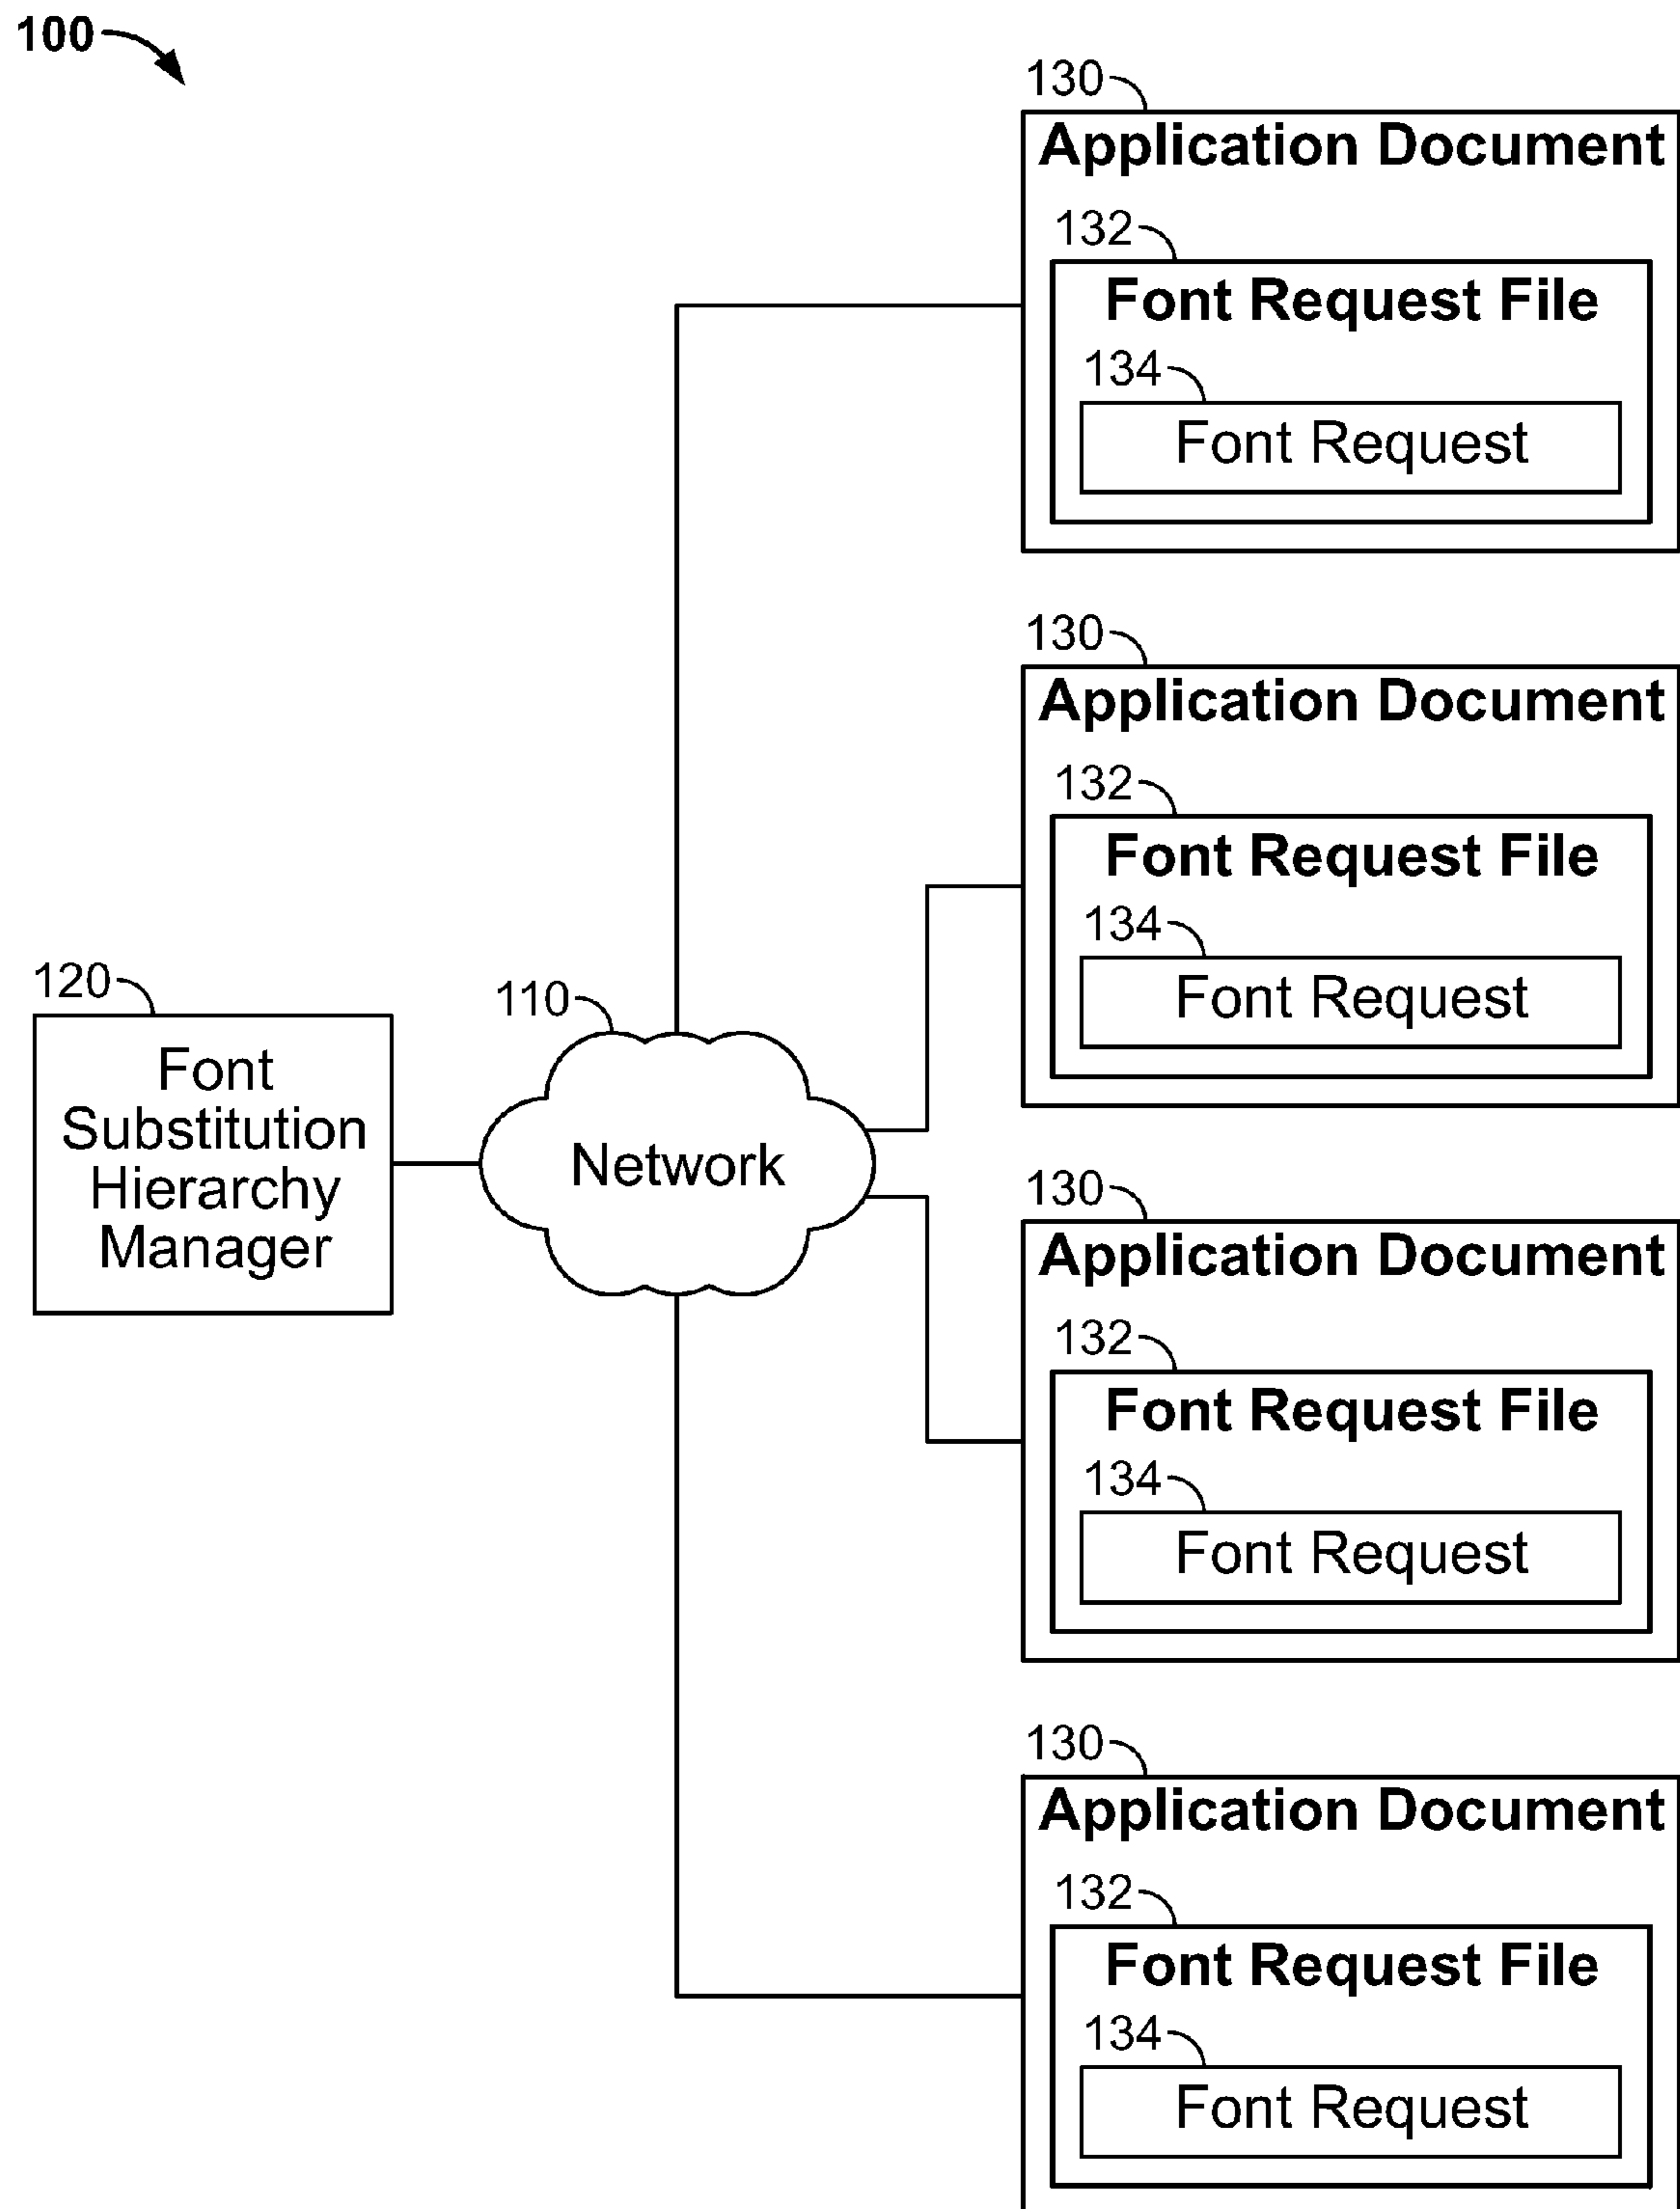 100
130
Application Document
132
Font Request File
134
Font Request
130
Application Document
132
Font Request File
134
Font Request
120
Font
Substitution
Hierarchy
Manager
110
Network
130
Application Document
132
Font Request File
134
Font Request
130
Application Document
132
Font Request File
134
Font Request